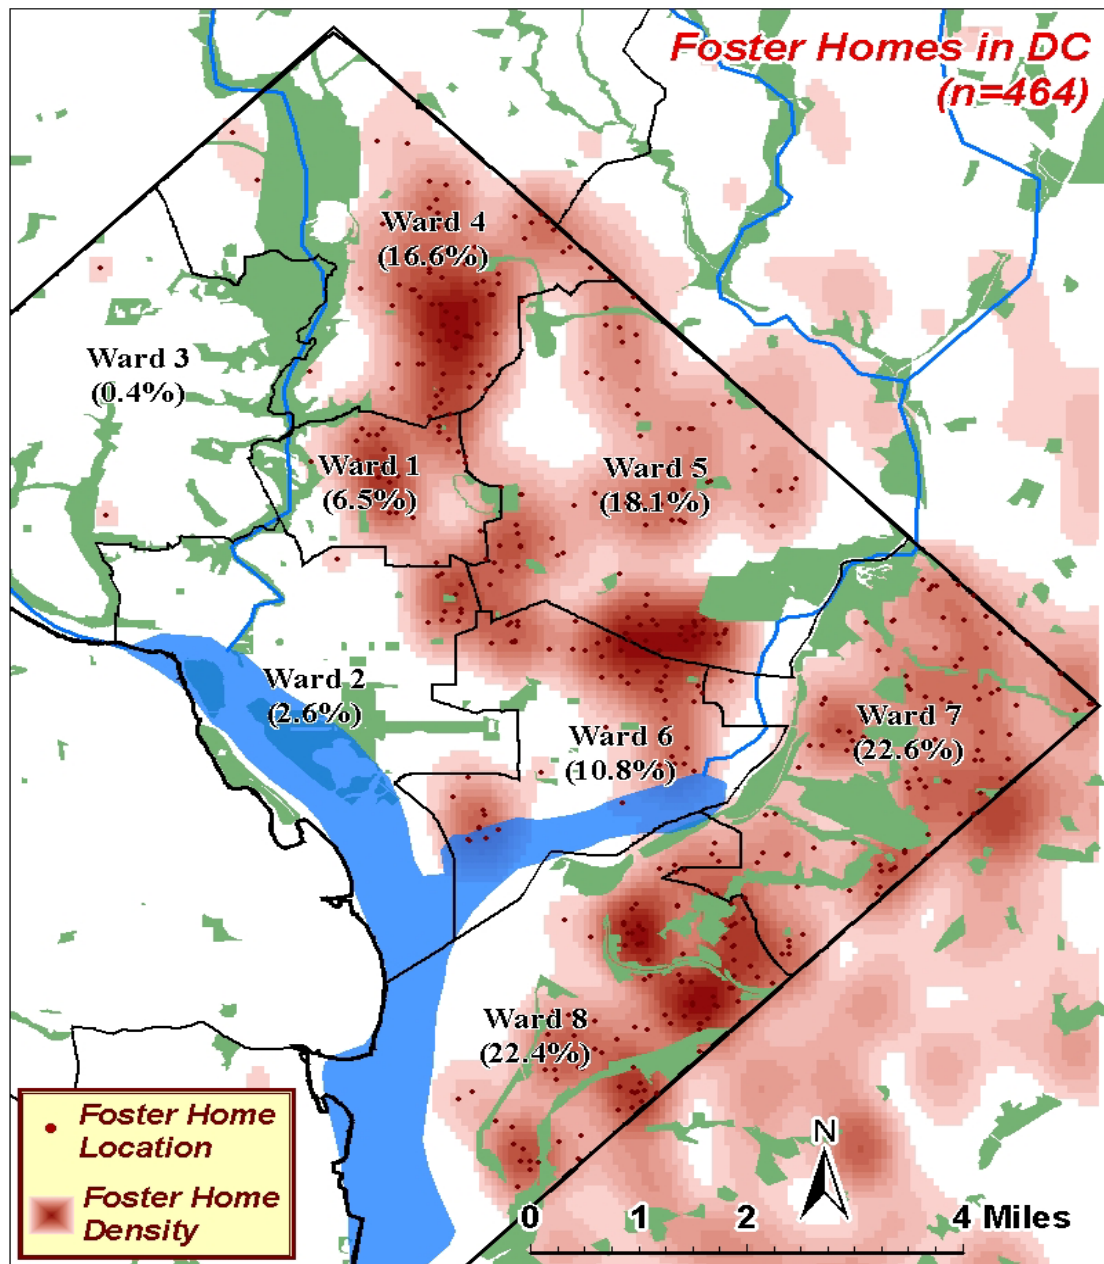 Foster Homes in DC
(n=464)
Ward 4
(16.6%)
Ward 3
(0.4%)
Ward 1
(6.5%)
Ward 5
(18.1%)
Ward 2
(2.6%)
Ward 6
(10.8%)
Ward 7
(22.6%)
Ward 8
(22.4%)
Foster Home
Location
Foster Home
Density
N
0 1 2 4 Miles